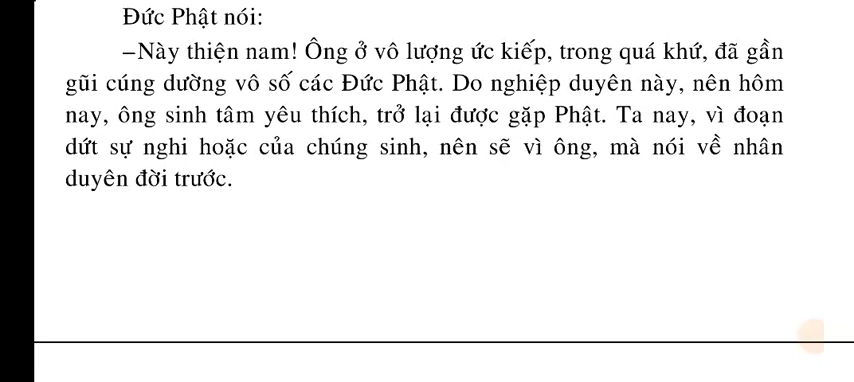 Đức Phật nói:
–Này thiện nam! Ông ở vô lượng ức kiếp, trong quá khứ, đã gần
gũi cúng dường vô số các Đức Phật. Do nghiệp duyên này, nên hôm
nay, ông sinh tâm yêu thích, trở lại được gặp Phật. Ta nay, vì đoạn
dứt sự nghi hoặc của chúng sinh, nên sẽ vì ông, mà nói về nhân
duyên đời trước.